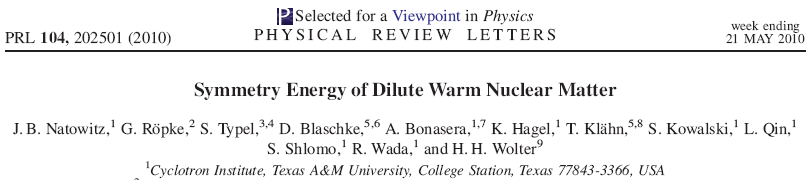 Selected for a Viewpoint in Physics
PRL 104, 202501 (2010) PHYSICAL REVIEW LETTERS week ending 21 MAY 2010
Symmetry Energy of Dilute Warm Nuclear Matter
J. B. Natowitz,¹ G. Röpke,² S. Typel,³,⁴ D. Blaschke,⁵,⁶ A. Bonasera,¹,⁷ K. Hagel,¹ T. Klähn,⁵,⁸ S. Kowalski,¹ L. Qin,¹
S. Shlomo,¹ R. Wada,¹ and H. H. Wolter⁹
¹Cyclotron Institute, Texas A&M University, College Station, Texas 77843-3366, USA